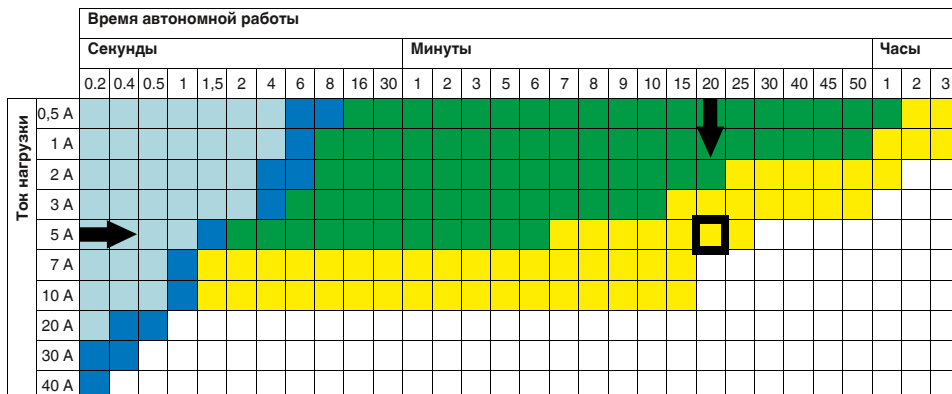 Время автономной работы
Секунды Минуты Часы
0.2 0.4 0.5 1 1,5 2 4 6 8 16 30 1 2 3 5 6 7 8 9 10 15 20 25 30 40 45 50 1 2 3
Ток нагрузки
0,5 А
1 А
2 А
3 А
5 А
7 А
10 А
20 А
30 А
40 А